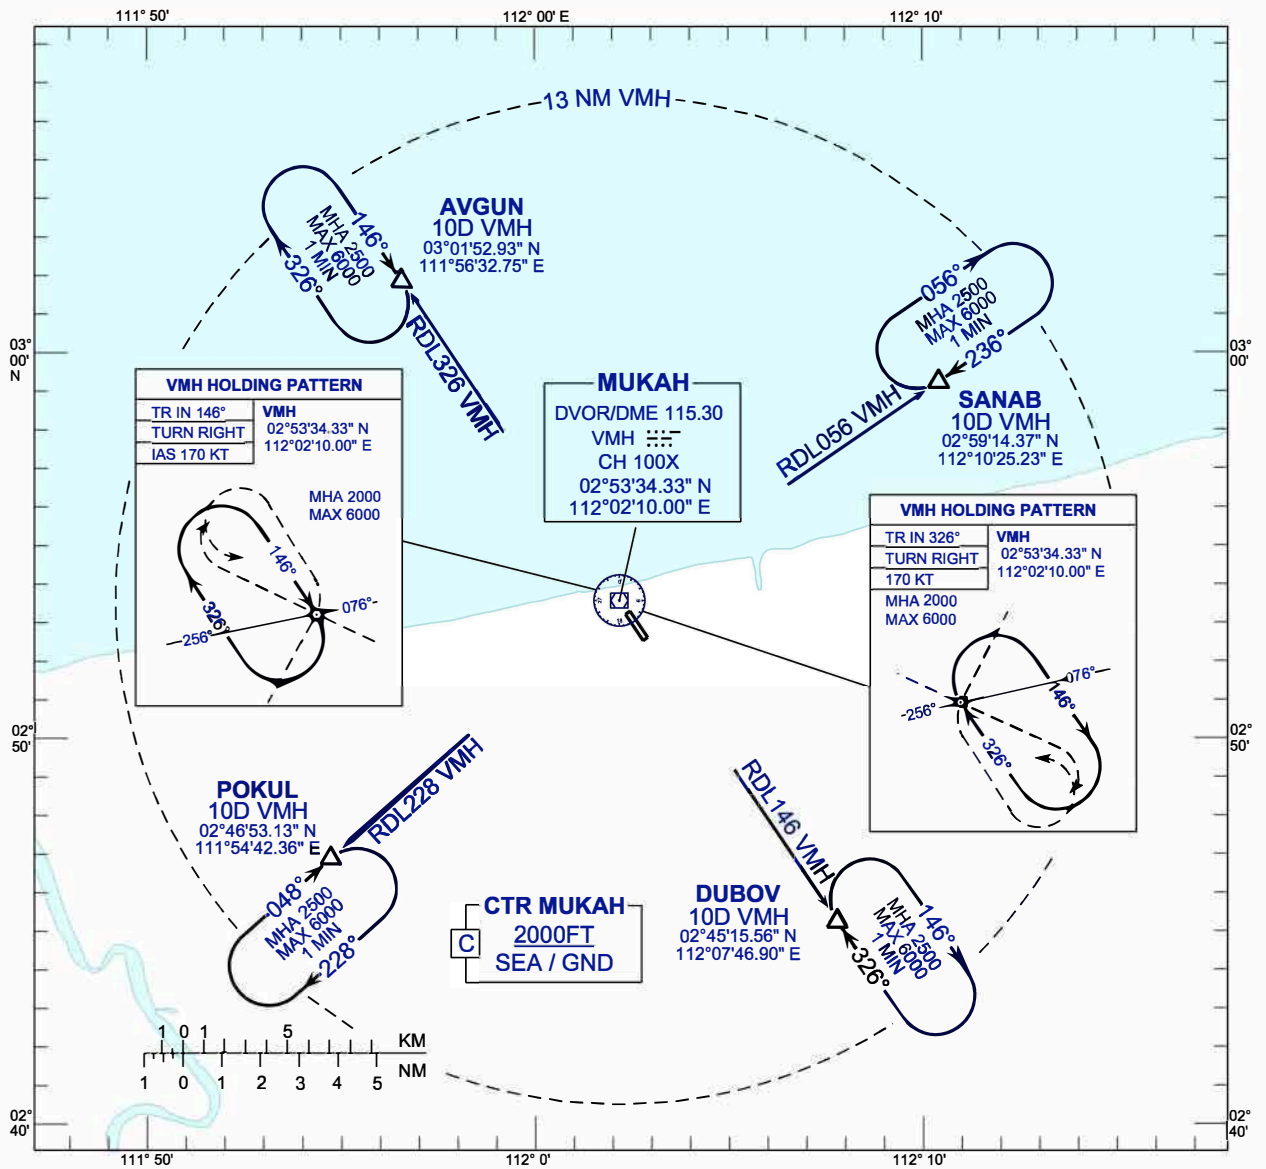 111° 50'
112° 00' E
112° 10'
13 NM VMH
AVGUN
10D VMH
03°01'52.93" N
111°56'32.75" E
146°
MHA 2500
MAX 6000
1 MIN
326°
RDL326 VMH
056°
MHA 2500
MAX 6000
1 MIN
236°
RDL056 VMH
SANAB
10D VMH
02°59'14.37" N
112°10'25.23" E
03°
00'
N
03°
00'
MUKAH
DVOR/DME 115.30
VMH
CH 100X
02°53'34.33" N
112°02'10.00" E
VMH HOLDING PATTERN
TR IN 146°
TURN RIGHT
IAS 170 KT
VMH
02°53'34.33" N
112°02'10.00" E
MHA 2000
MAX 6000
146°
326°
076°
256°
VMH HOLDING PATTERN
TR IN 326°
TURN RIGHT
170 KT
VMH
02°53'34.33" N
112°02'10.00" E
MHA 2000
MAX 6000
076°
146°
256°
326°
02°
50'
02°
50'
POKUL
10D VMH
02°46'53.13" N
111°54'42.36" E
RDL228 VMH
048°
MHA 2500
MAX 6000
1 MIN
228°
CTR MUKAH
C
2000FT
SEA / GND
RDL146 VMH
DUBOV
10D VMH
02°45'15.56" N
112°07'46.90" E
146°
MHA 2500
MAX 6000
1 MIN
326°
1 0 1 5 KM
1 0 1 2 3 4 5 NM
02°
40'
02°
40'
111° 50'
112° 0'
112° 10'